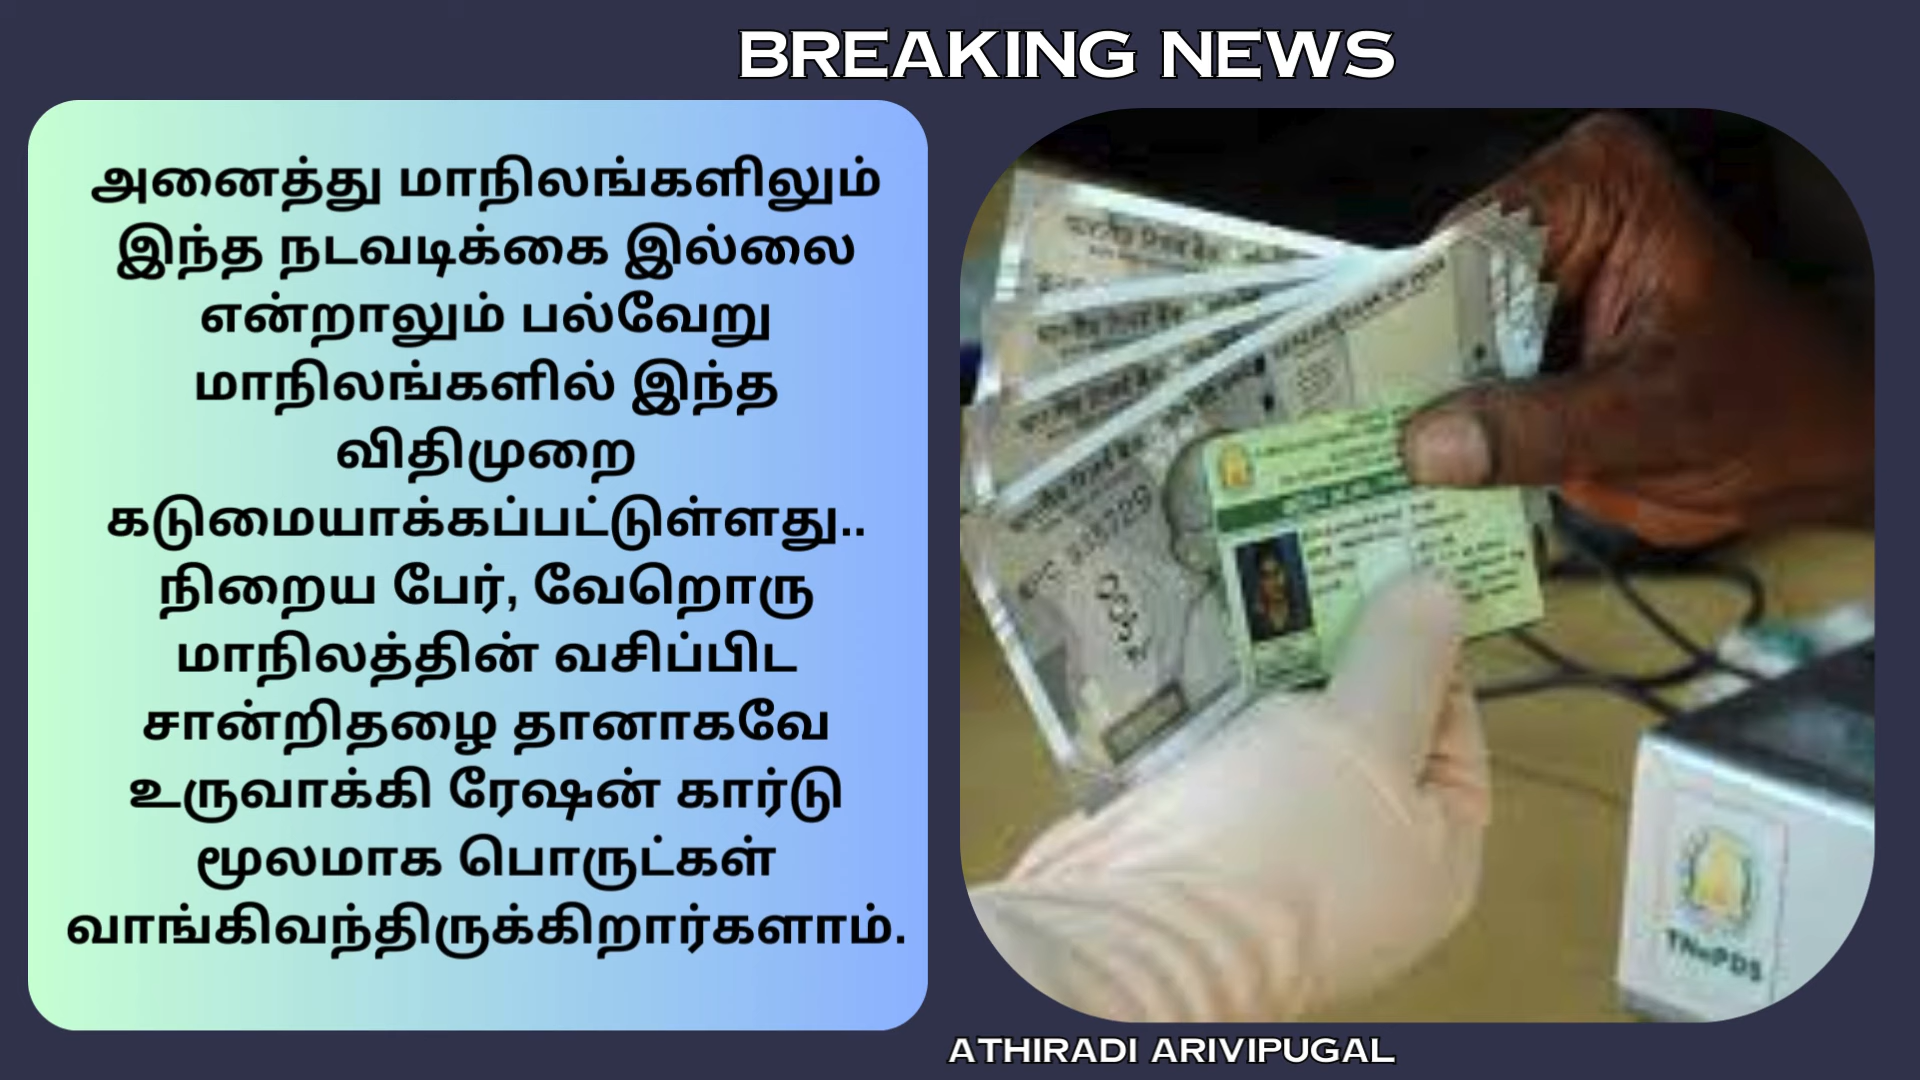 BREAKING NEWS
அனைத்து மாநிலங்களிலும்
இந்த நடவடிக்கை இல்லை
என்றாலும் பல்வேறு
மாநிலங்களில் இந்த
விதிமுறை
கடுமையாக்கப்பட்டுள்ளது..
நிறைய பேர், வேறொரு
மாநிலத்தின் வசிப்பிட
சான்றிதழை தானாகவே
உருவாக்கி ரேஷன் கார்டு
மூலமாக பொருட்கள்
வாங்கிவந்திருக்கிறார்களாம்.
TNePDS
ATHIRADI ARIVIPUGAL